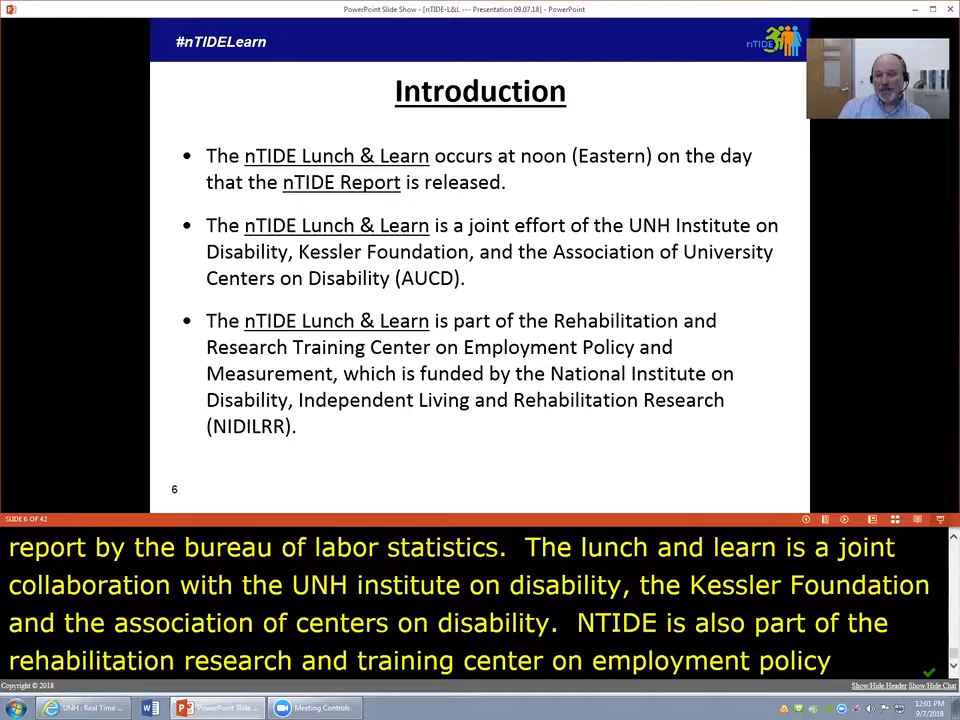 PowerPoint Slide Show - [nTIDE-L&L --- Presentation 09.07.18] - PowerPoint
#nTIDELearn
nTIDE
Introduction
• The nTIDE Lunch & Learn occurs at noon (Eastern) on the day
that the nTIDE Report is released.
• The nTIDE Lunch & Learn is a joint effort of the UNH Institute on
Disability, Kessler Foundation, and the Association of University
Centers on Disability (AUCD).
• The nTIDE Lunch & Learn is part of the Rehabilitation and
Research Training Center on Employment Policy and
Measurement, which is funded by the National Institute on
Disability, Independent Living and Rehabilitation Research
(NIDILRR).
6
SLIDE 6 OF 42
report by the bureau of labor statistics.  The lunch and learn is a joint
collaboration with the UNH institute on disability, the Kessler Foundation
and the association of centers on disability.  NTIDE is also part of the
rehabilitation research and training center on employment policy
Copyright © 2018
Show/Hide Header Show/Hide Chat
UNH : Real Time ...
PowerPoint Slide ...
Meeting Controls
12:01 PM
9/7/2018